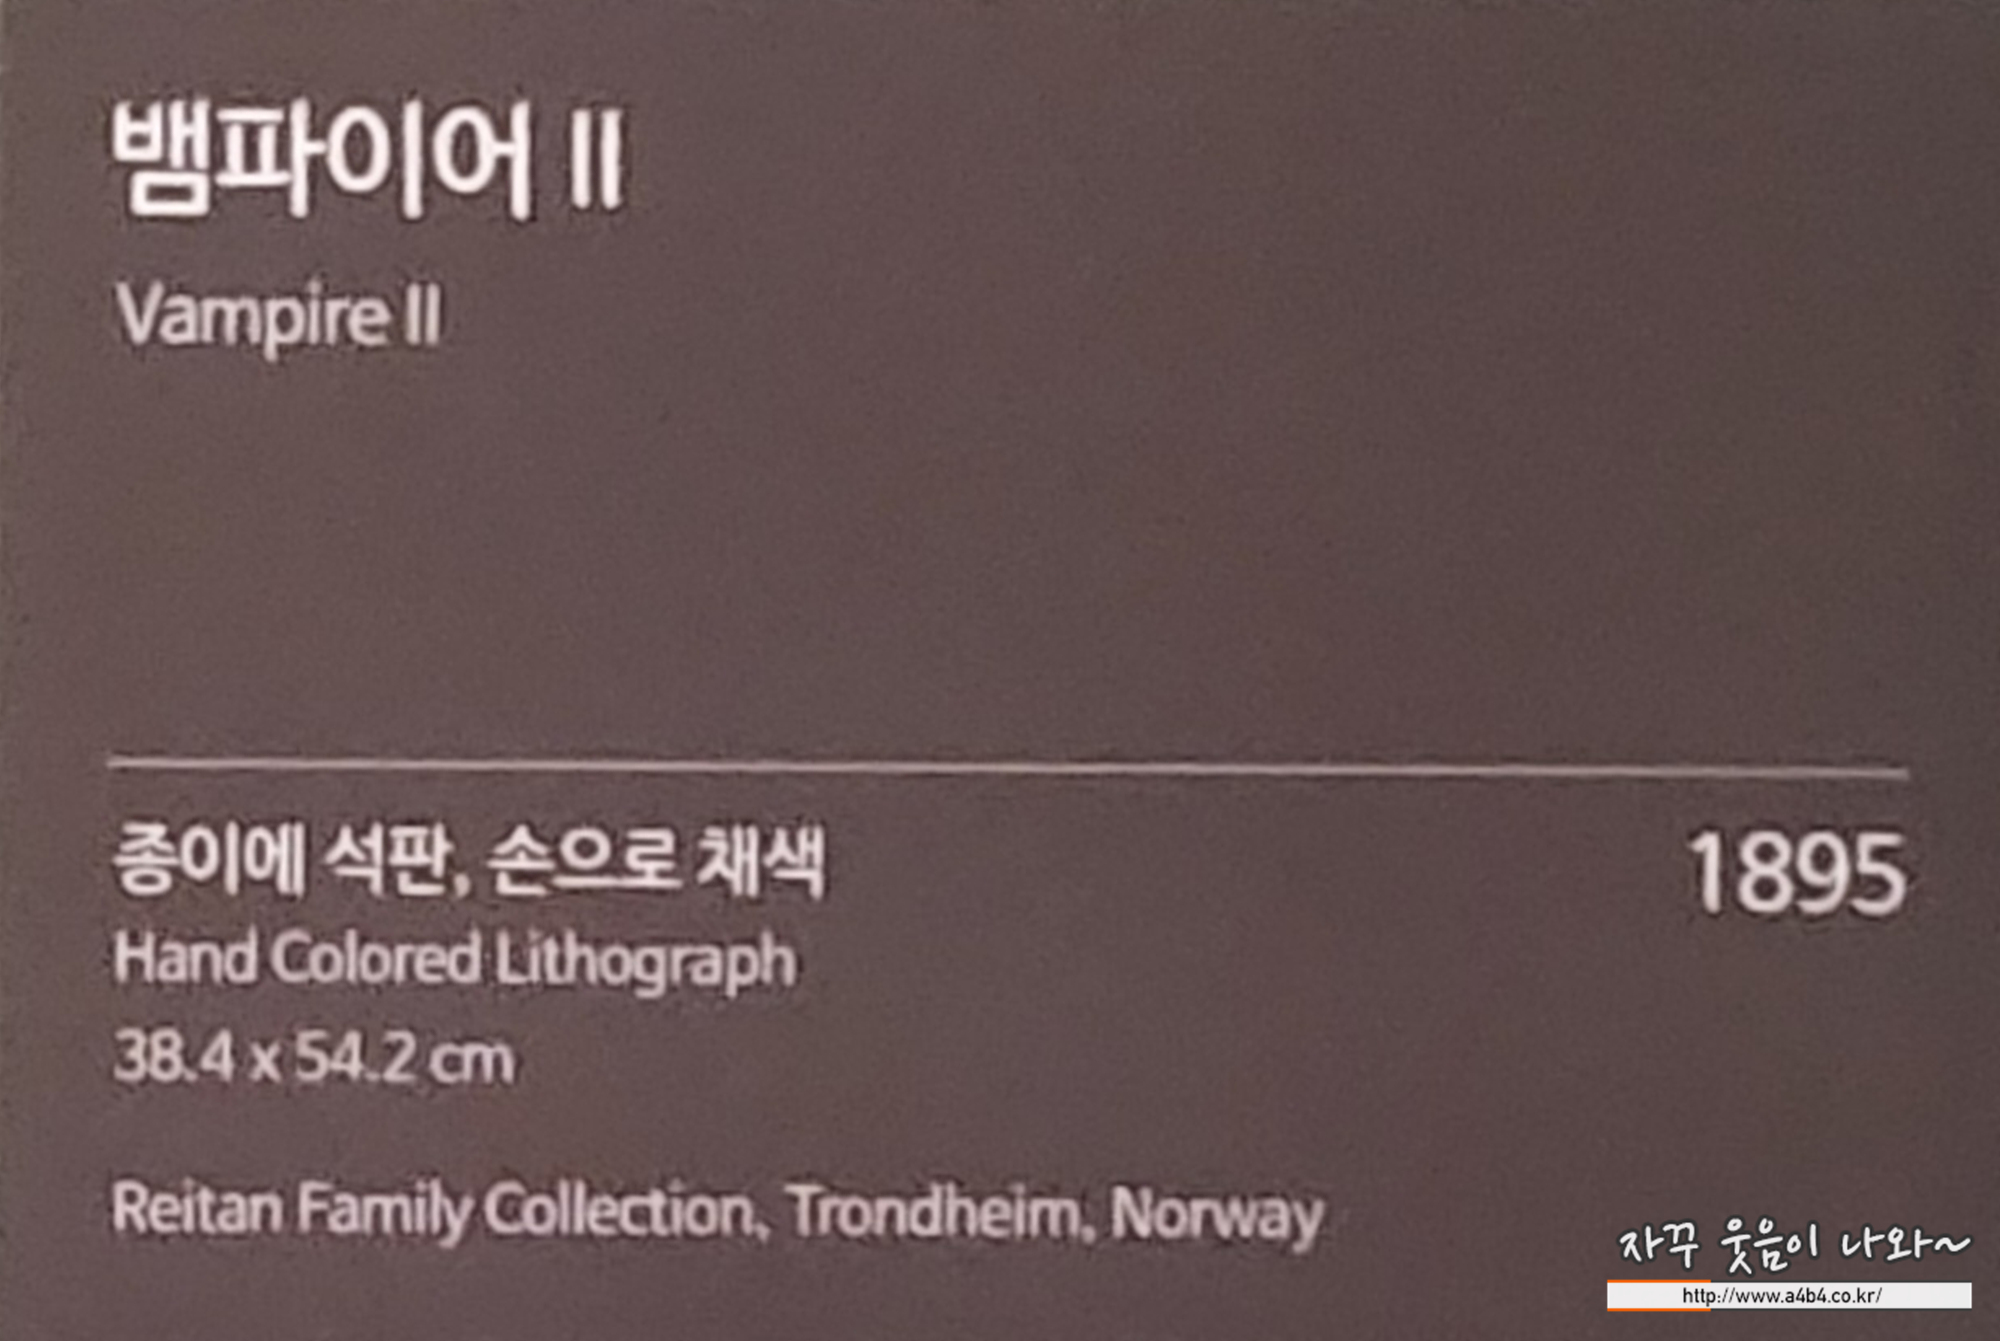 뱀파이어 II
Vampire II
종이에 석판, 손으로 채색
1895
Hand Colored Lithograph
38.4 x 54.2 cm
Reitan Family Collection, Trondheim, Norway
자꾸 웃음이 나와~
http://www.a4b4.co.kr/